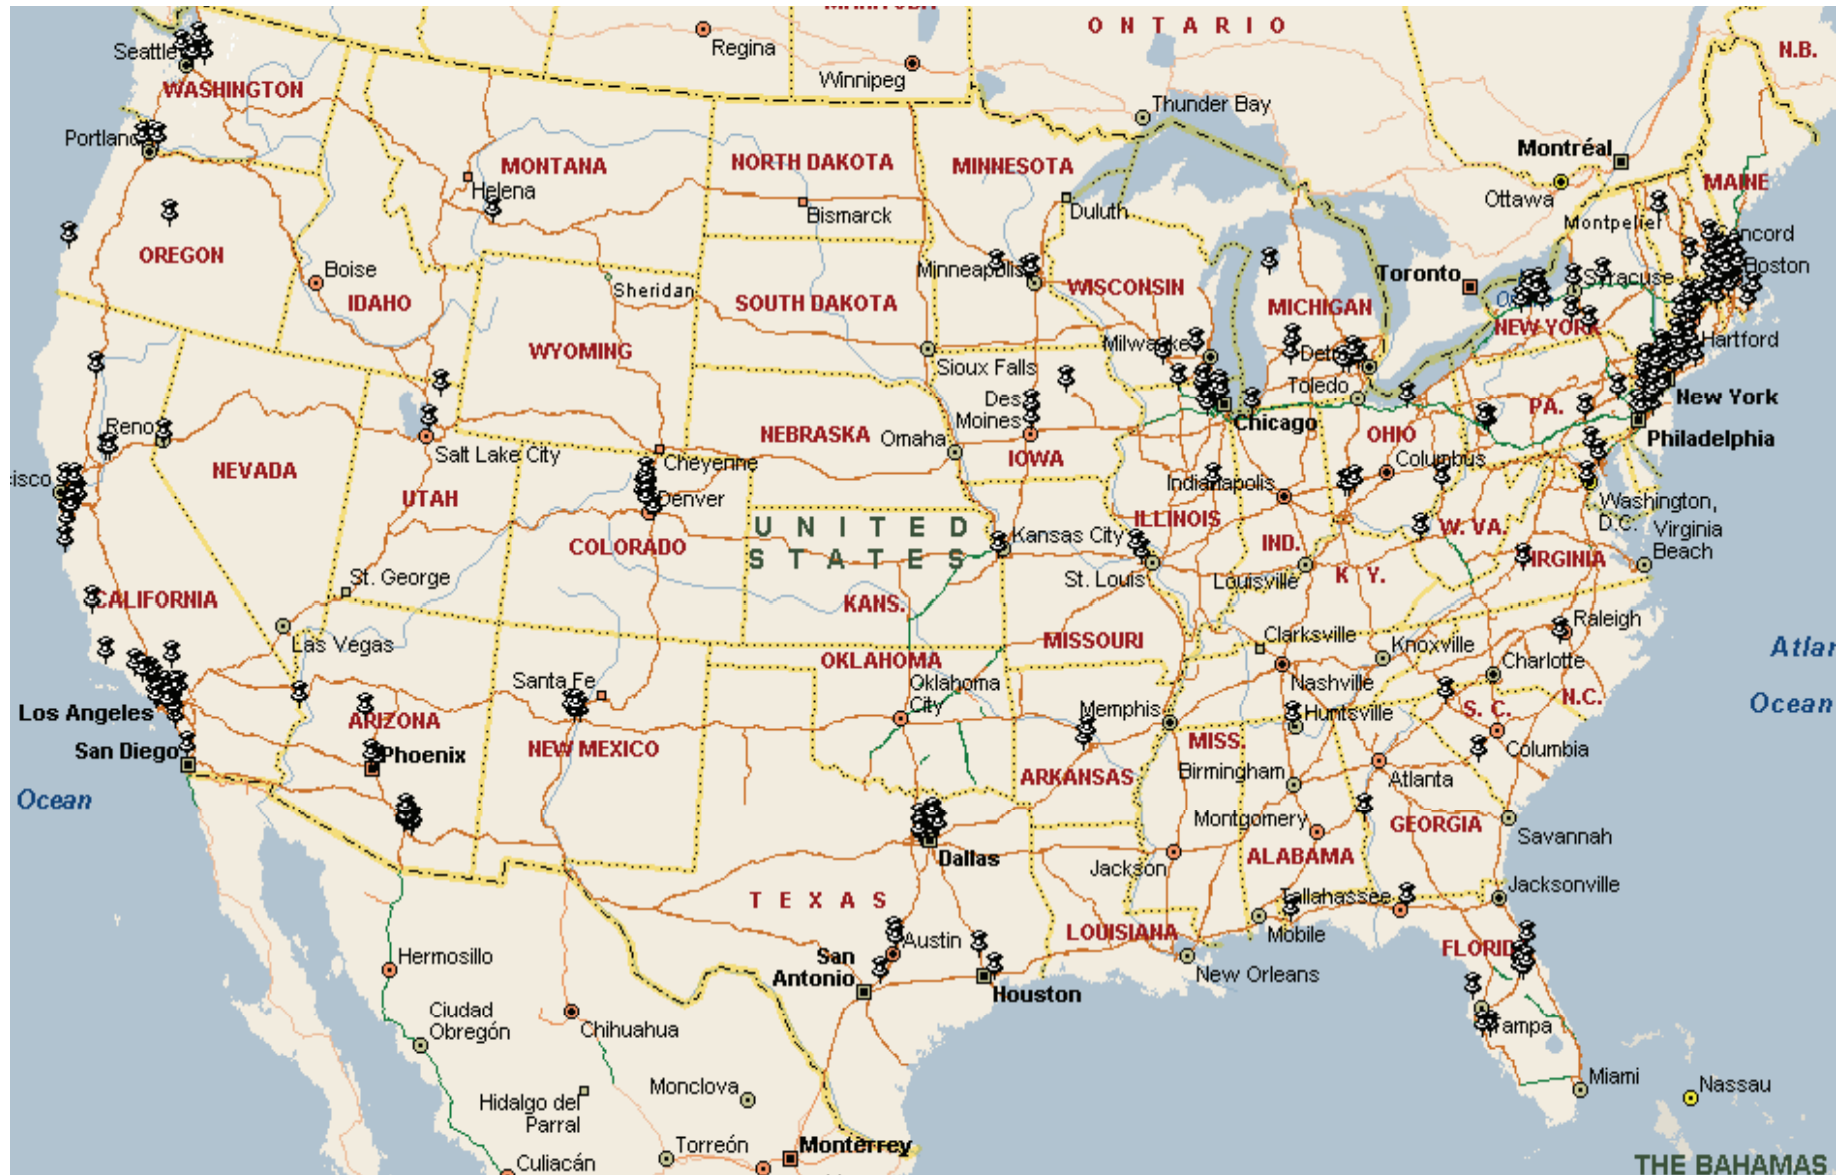 MANITOBA
ONTARIO
N.B.
Regina
Winnipeg
Seattle
WASHINGTON
Thunder Bay
Portland
Montréal
MONTANA
NORTH DAKOTA
MINNESOTA
Ottawa
MAINE
Helena
Bismarck
Duluth
Montpelier
OREGON
Boise
Minneapolis
WISCONSIN
Toronto
Syracuse
Boston
IDAHO
Sheridan
SOUTH DAKOTA
MICHIGAN
NEW YORK
WYOMING
Sioux Falls
Hartford
Toledo
Des
Moines
New York
Reno
NEBRASKA
Omaha
Chicago
OHIO
PA.
Philadelphia
NEVADA
Salt Lake City
Cheyenne
IOWA
Columbus
cisco
UTAH
Denver
Indianapolis
Washington,
D.C.
UNITED
STATES
COLORADO
Kansas City
ILLINOIS
IND.
W. VA.
Virginia
Beach
St. George
St. Louis
Louisville
KY.
VIRGINIA
CALIFORNIA
KANS.
Las Vegas
MISSOURI
Clarksville
Knoxville
Raleigh
OKLAHOMA
Charlotte
Santa Fe
Oklahoma
City
Nashville
N.C.
Los Angeles
ARIZONA
Memphis
Huntsville
S. C.
Ocean
San Diego
Phoenix
NEW MEXICO
MISS.
Columbia
ARKANSAS
Birmingham
Atlanta
Ocean
Montgomery
GEORGIA
Savannah
Dallas
Jackson
ALABAMA
TEXAS
Tallahassee
Jacksonville
Austin
LOUISIANA
Mobile
FLORID
Hermosillo
San
Antonio
Houston
New Orleans
Ciudad
Obregón
Chihuahua
Tampa
Monclova
Miami
Nassau
Hidalgo del
Parral
Torreón
Monterrey
Culiacán
THE BAHAMAS